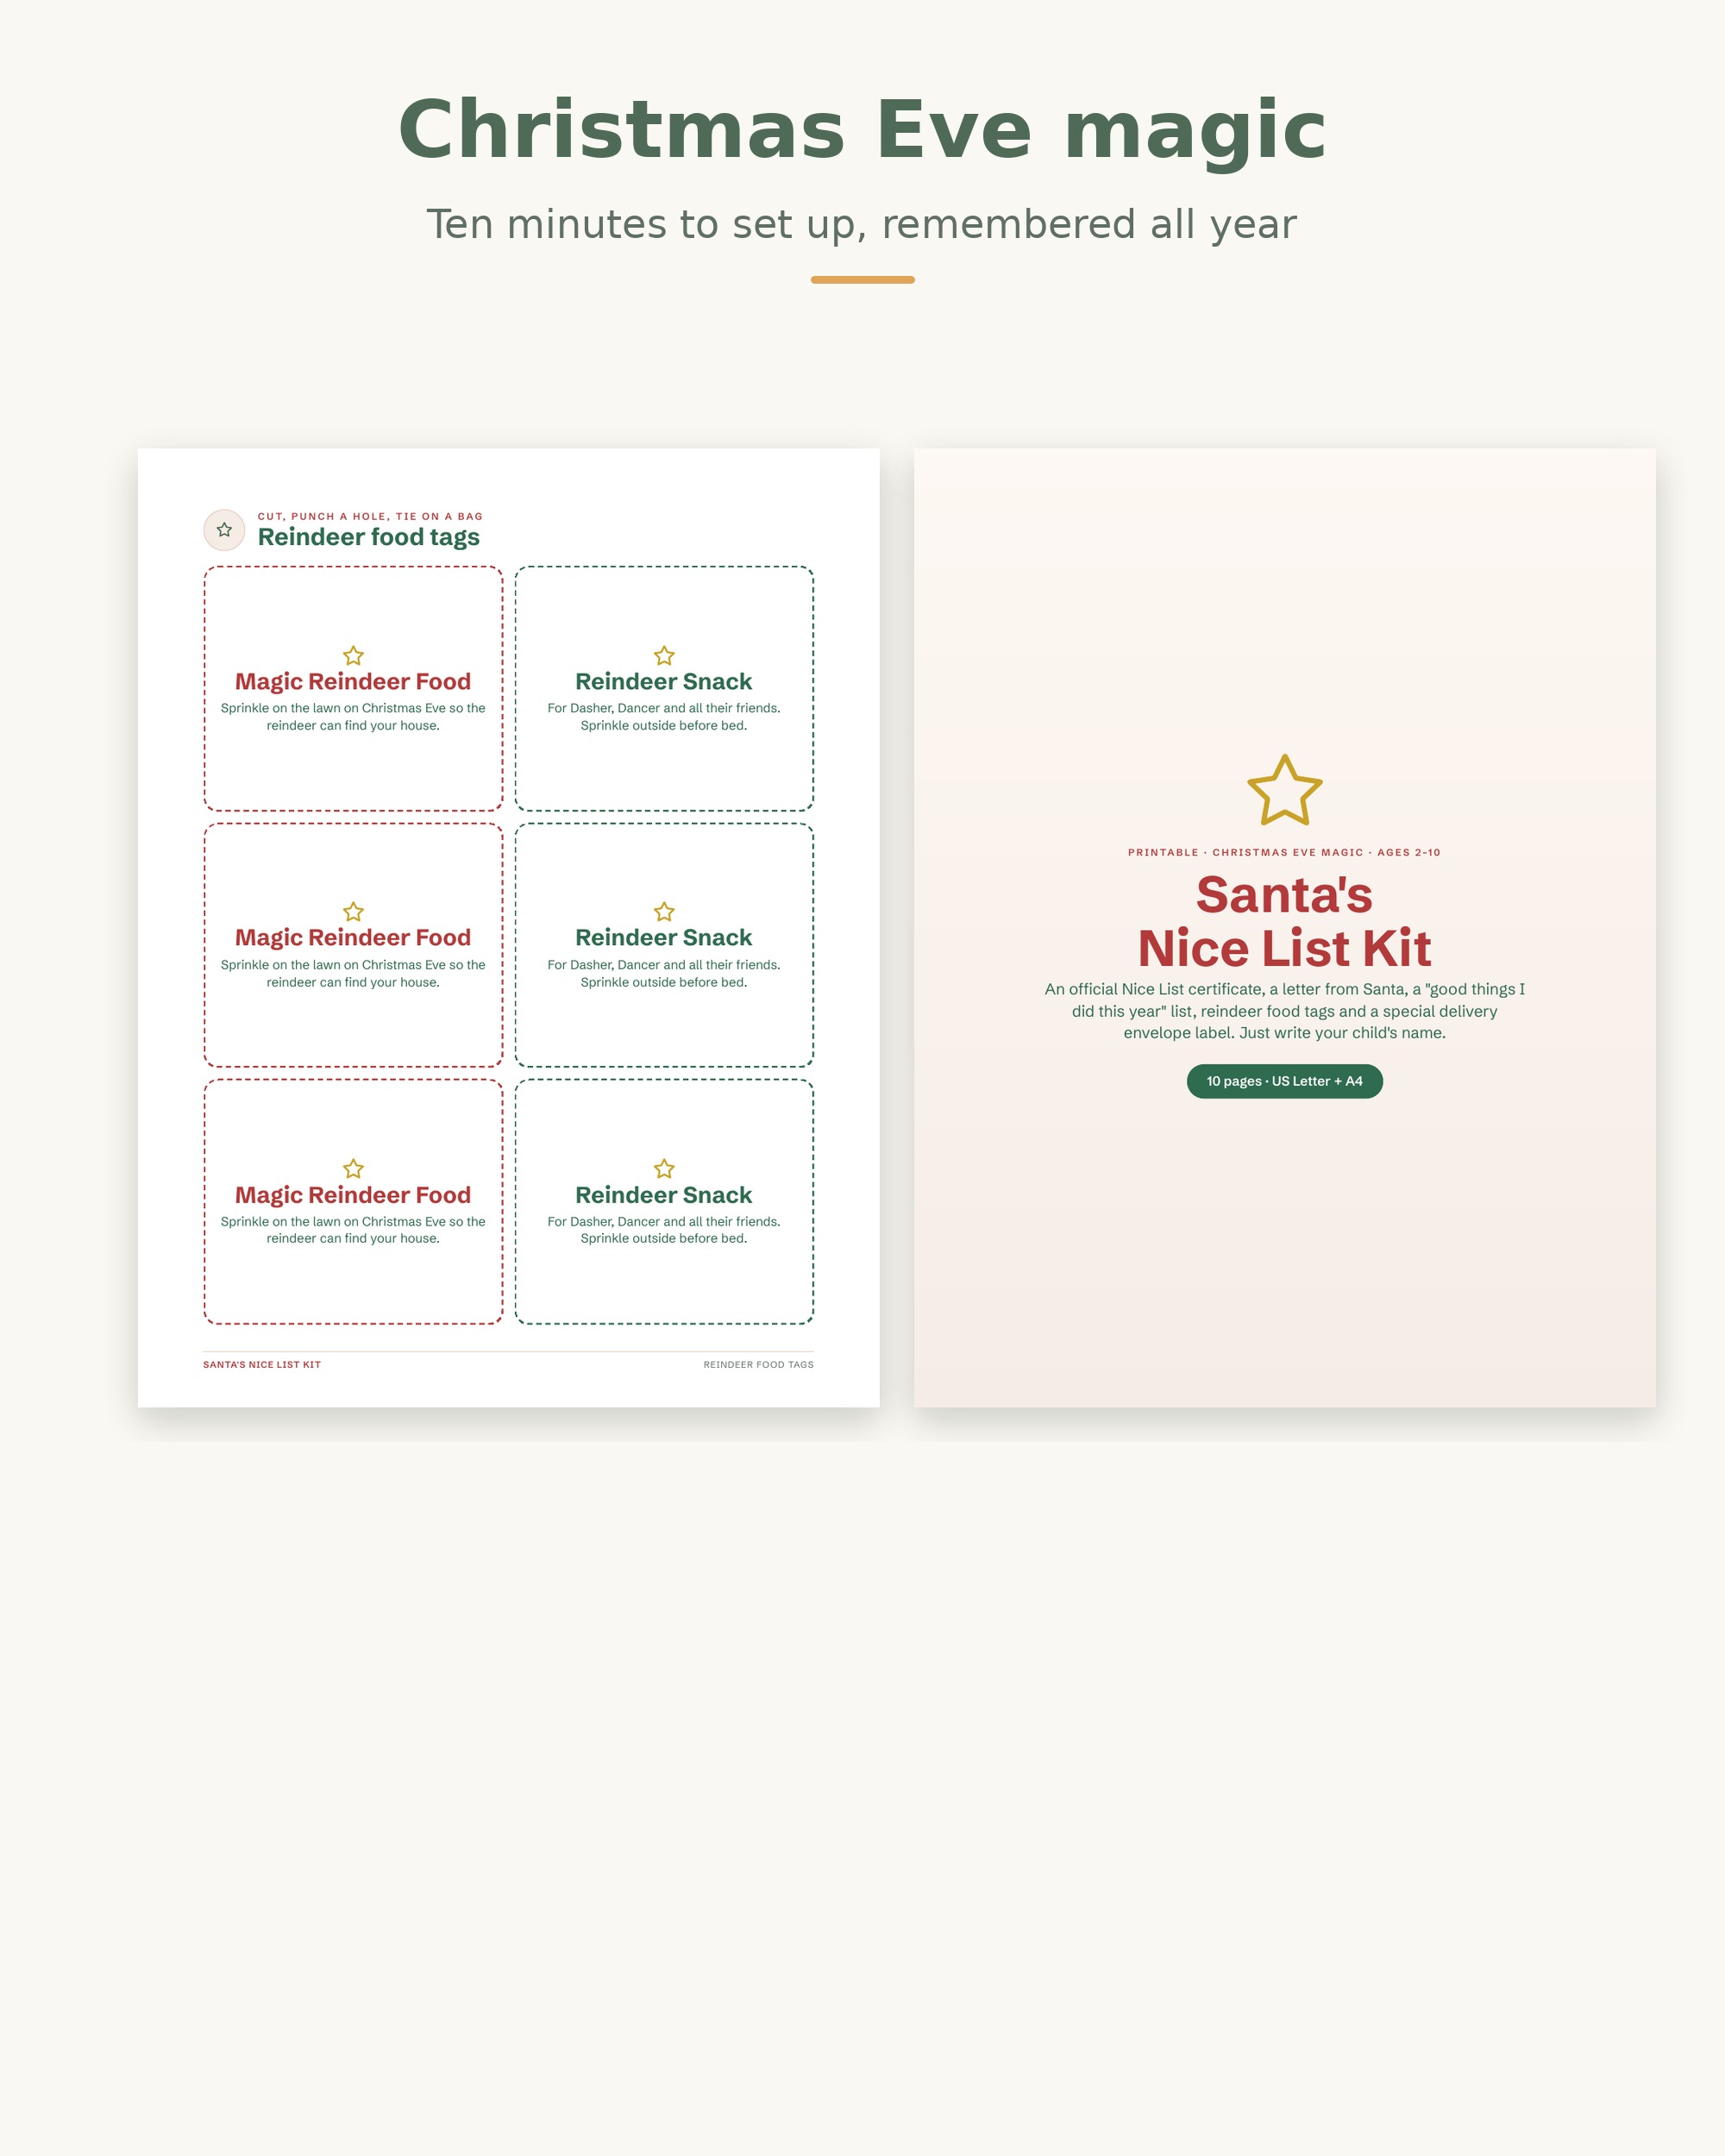 Christmas Eve magic
Ten minutes to set up, remembered all year
CUT, PUNCH A HOLE, TIE ON A BAG
Reindeer food tags
Magic Reindeer Food
Sprinkle on the lawn on Christmas Eve so the
reindeer can find your house.
Reindeer Snack
For Dasher, Dancer and all their friends.
Sprinkle outside before bed.
Magic Reindeer Food
Sprinkle on the lawn on Christmas Eve so the
reindeer can find your house.
Reindeer Snack
For Dasher, Dancer and all their friends.
Sprinkle outside before bed.
Magic Reindeer Food
Sprinkle on the lawn on Christmas Eve so the
reindeer can find your house.
Reindeer Snack
For Dasher, Dancer and all their friends.
Sprinkle outside before bed.
SANTA'S NICE LIST KIT
REINDEER FOOD TAGS
PRINTABLE · CHRISTMAS EVE MAGIC · AGES 2–10
Santa's
Nice List Kit
An official Nice List certificate, a letter from Santa, a "good things I
did this year" list, reindeer food tags and a special delivery
envelope label. Just write your child's name.
10 pages · US Letter + A4